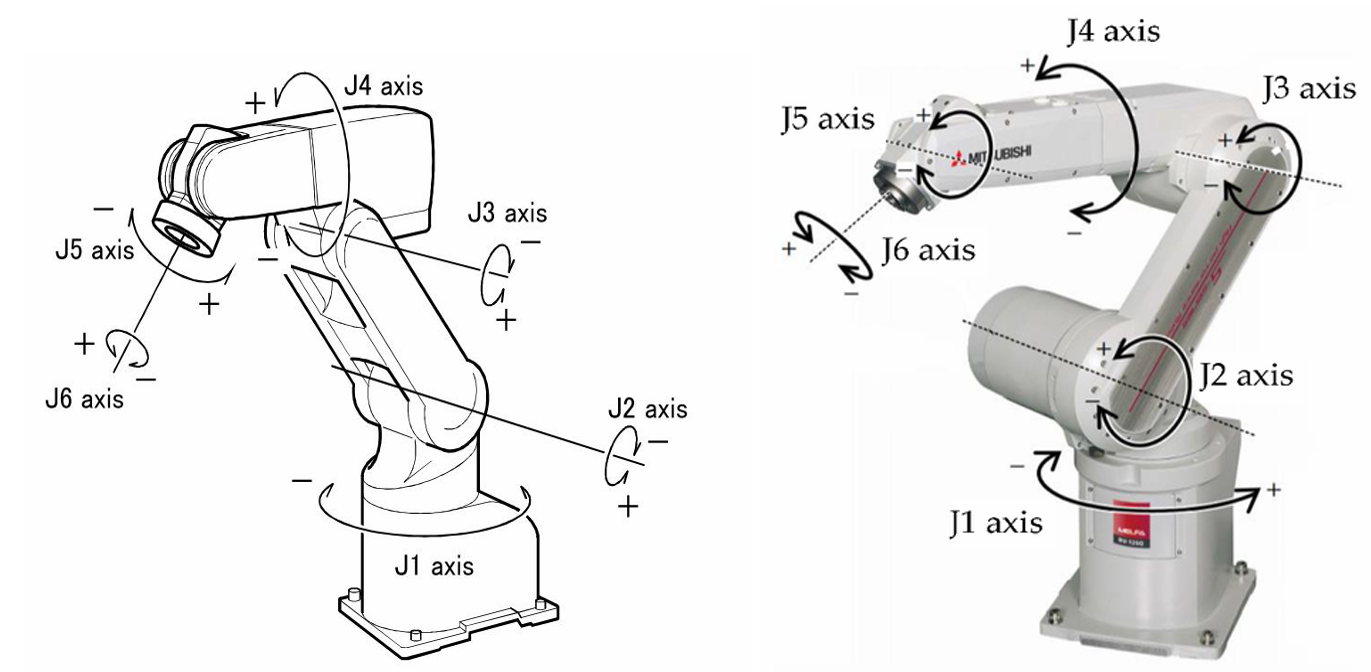 J4 axis
+
J3 axis
−
−
J5 axis
−
+
+
+
−
J6 axis
J2 axis
−
−
+
J1 axis
J4 axis
+
J3 axis
J5 axis
+
+
MITSUBISHI
−
−
−
+
J6 axis
−
+
J2 axis
−
−
+
J1 axis
MELFA